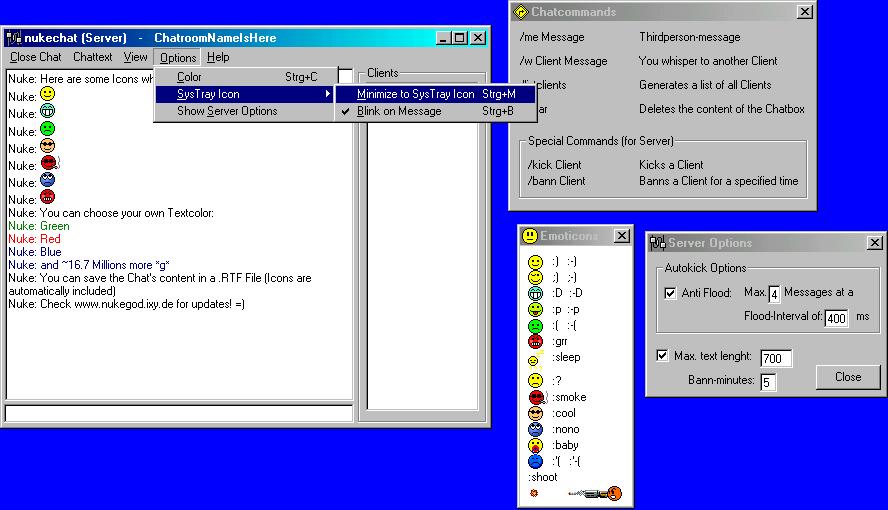 nukechat (Server) - ChatroomNameIsHere
Close Chat Chattext View Options Help
Color Strg+C
SysTray Icon
Show Server Options
Minimize to SysTray Icon Strg+M
Blink on Message Strg+B
Clients
Nuke: Here are some Icons
Nuke:
Nuke:
Nuke:
Nuke:
Nuke:
Nuke:
Nuke:
Nuke: You can choose your own Textcolor:
Nuke: Green
Nuke: Red
Nuke: Blue
Nuke: and ~16.7 Millions more *g*
Nuke: You can save the Chat's content in a .RTF File (Icons are
automatically included)
Nuke: Check www.nukegod.ixy.de for updates! =)
Chatcommands
/me Message Thirdperson-message
/w Client Message You whisper to another Client
Generates a list of all Clients
Deletes the content of the Chatbox
Special Commands (for Server)
/kick Client Kicks a Client
/bann Client Banns a Client for a specified time
Emoticons
:) :-)
;) ;-)
:D :-D
:p :-p
:( :-(
:grr
:sleep
:?
:smoke
:cool
:nono
:baby
:'( :'-(
:shoot
Server Options
Autokick Options
Anti Flood: Max. 4 Messages at a
Flood-Interval of: 400 ms
Max. text lenght: 700
Bann-minutes: 5
Close